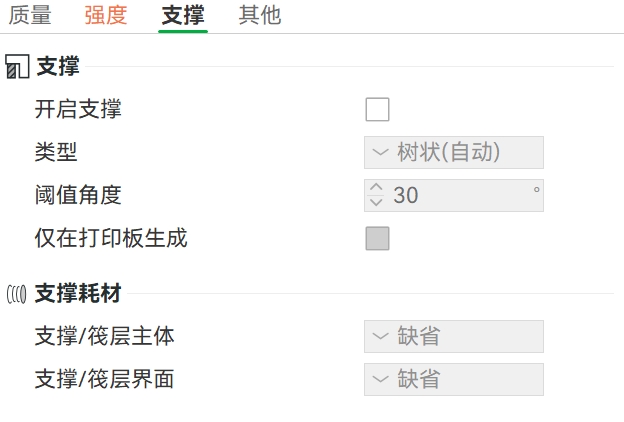 质量 强度 支撑 其他
支撑
开启支撑
类型 树状(自动)
阈值角度 30 °
仅在打印板生成
支撑耗材
支撑/筏层主体 缺省
支撑/筏层界面 缺省